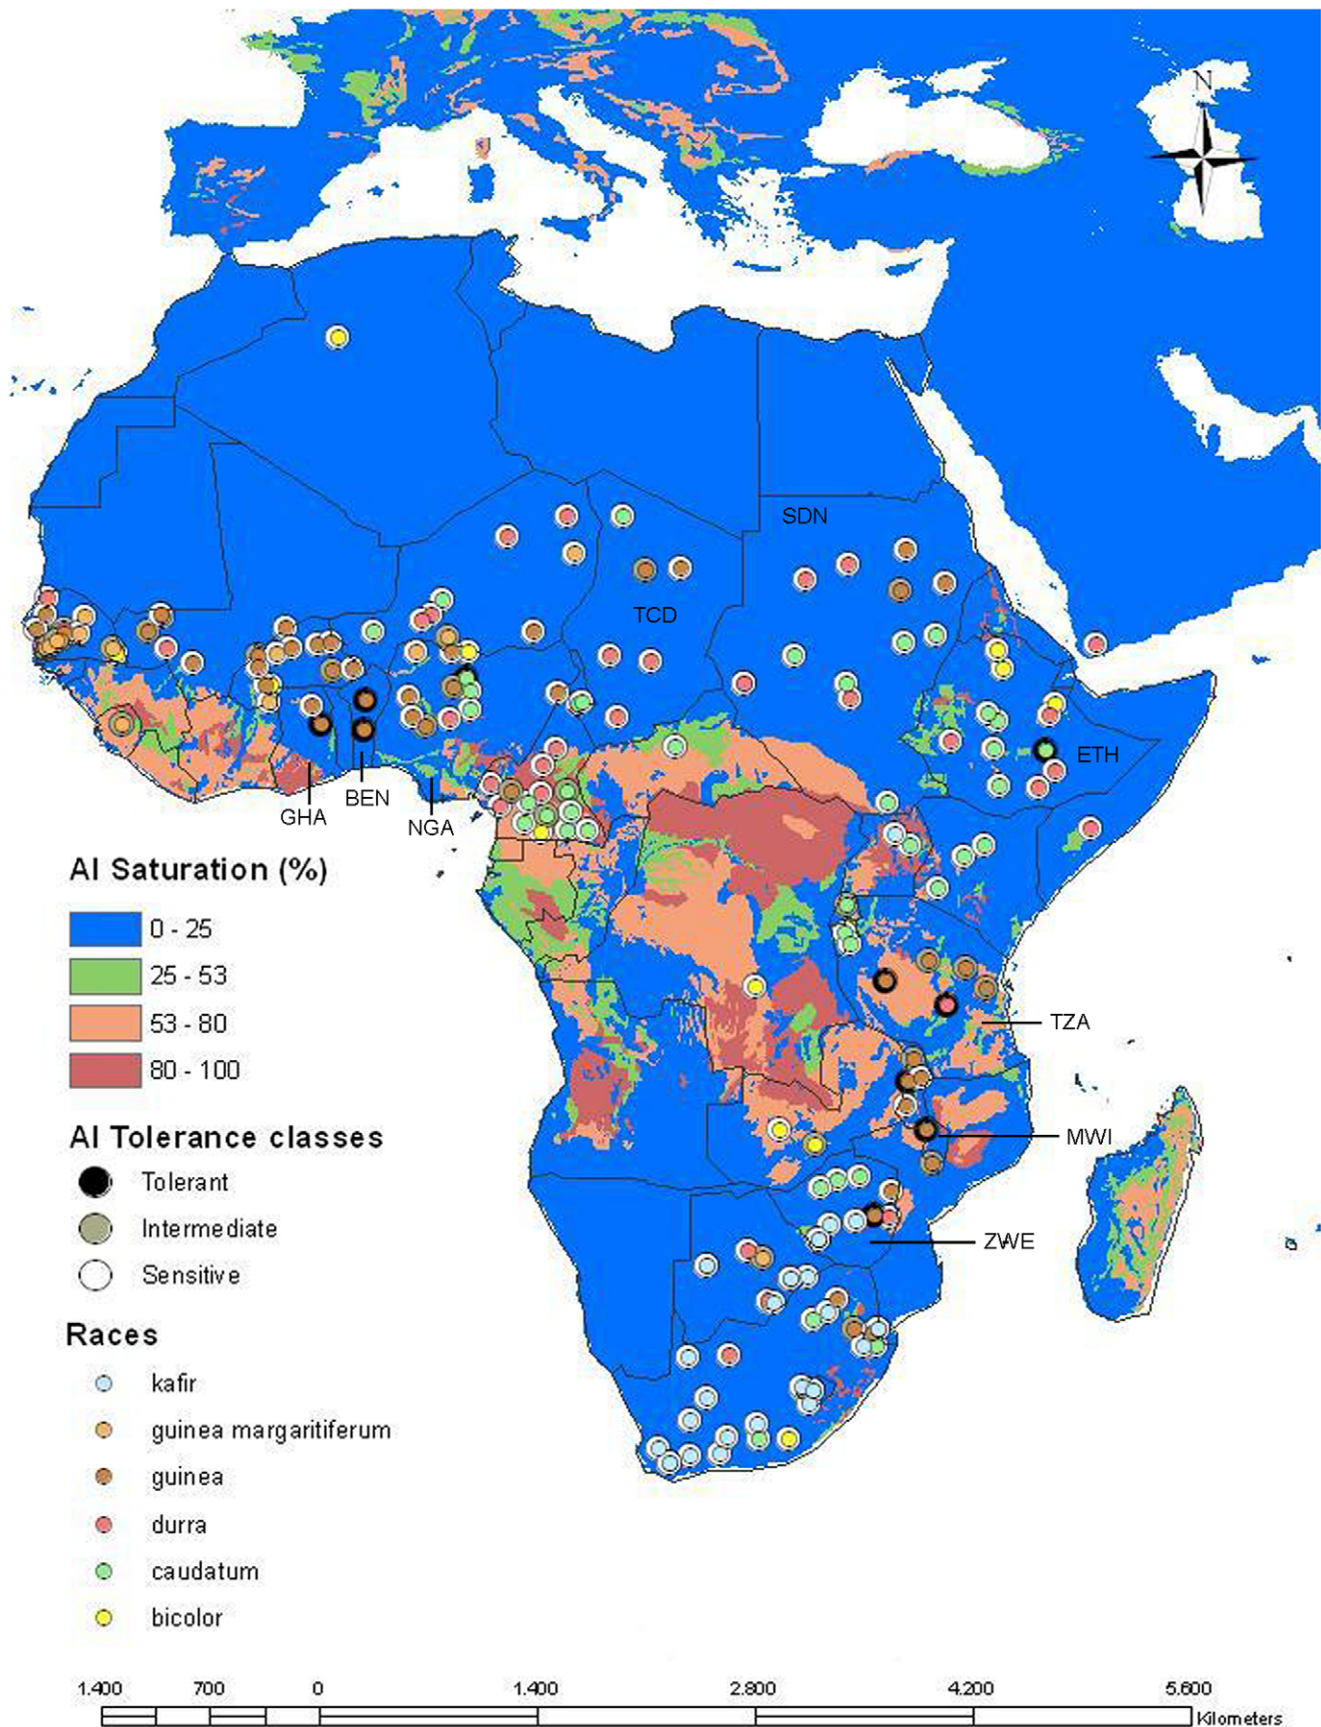 N
SDN
TCD
ETH
GHA
BEN
NGA
TZA
MWI
ZWE
Al Saturation (%)
0 - 25
25 - 53
53 - 80
80 - 100
Al Tolerance classes
Tolerant
Intermediate
Sensitive
Races
kafir
guinea margaritiferum
guinea
durra
caudatum
bicolor
1.400 700 0 1.400 2.800 4.200 5.600
Kilometers